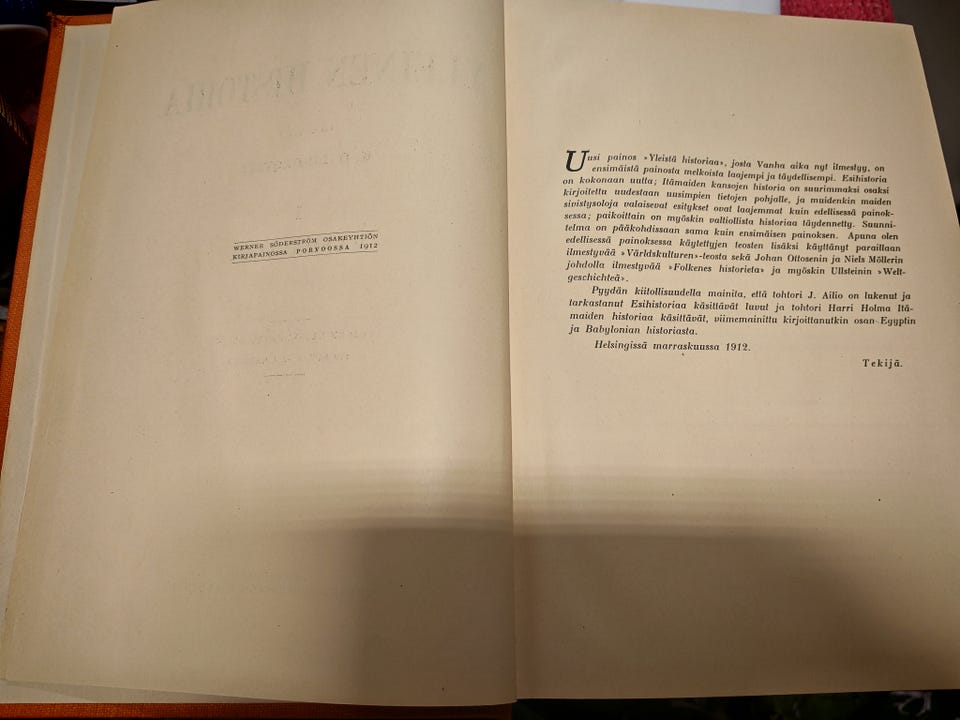 WERNER SÖDERSTRÖM OSAKEYHTIÖN
KIRJAPAINOSSA PORVOOSSA 1912
Uusi painos »Yleistä historiaa», josta Vanha aika nyt ilmestyy, on
ensimäistä painosta melkoista laajempi ja täydellisempi. Esihistoria
on kokonaan uutta; Itämaiden kansojen historia on suurimmaksi osaksi
kirjoitettu uudestaan uusimpien tietojen pohjalle, ja muidenkin maiden
sivistysoloja valaisevat esitykset ovat laajemmat kuin edellisessä painok-
sessa; paikoittain on myöskin valtiollista historiaa täydennetty. Suunni-
telma on pääkohdissaan sama kuin ensimäisen painoksen. Apuna olen
edellisessä painoksessa käytettyjen teosten lisäksi käyttänyt paraillaan
ilmestyvää »Världskulturen»-teosta sekä Johan Ottosenin ja Niels Möllerin
johdolla ilmestyvää »Folkenes historieta» ja myöskin Ullsteinin »Welt-
geschichteä».
Pyydän kiitollisuudella mainita, että tohtori J. Ailio on lukenut ja
tarkastanut Esihistoriaa käsittävät luvut ja tohtori Harri Holma Itä-
maiden historiaa käsittävät, viimemainittu kirjoittanutkin osan Egyptin
ja Babylonian historiasta.
Helsingissä marraskuussa 1912.
Tekijä.